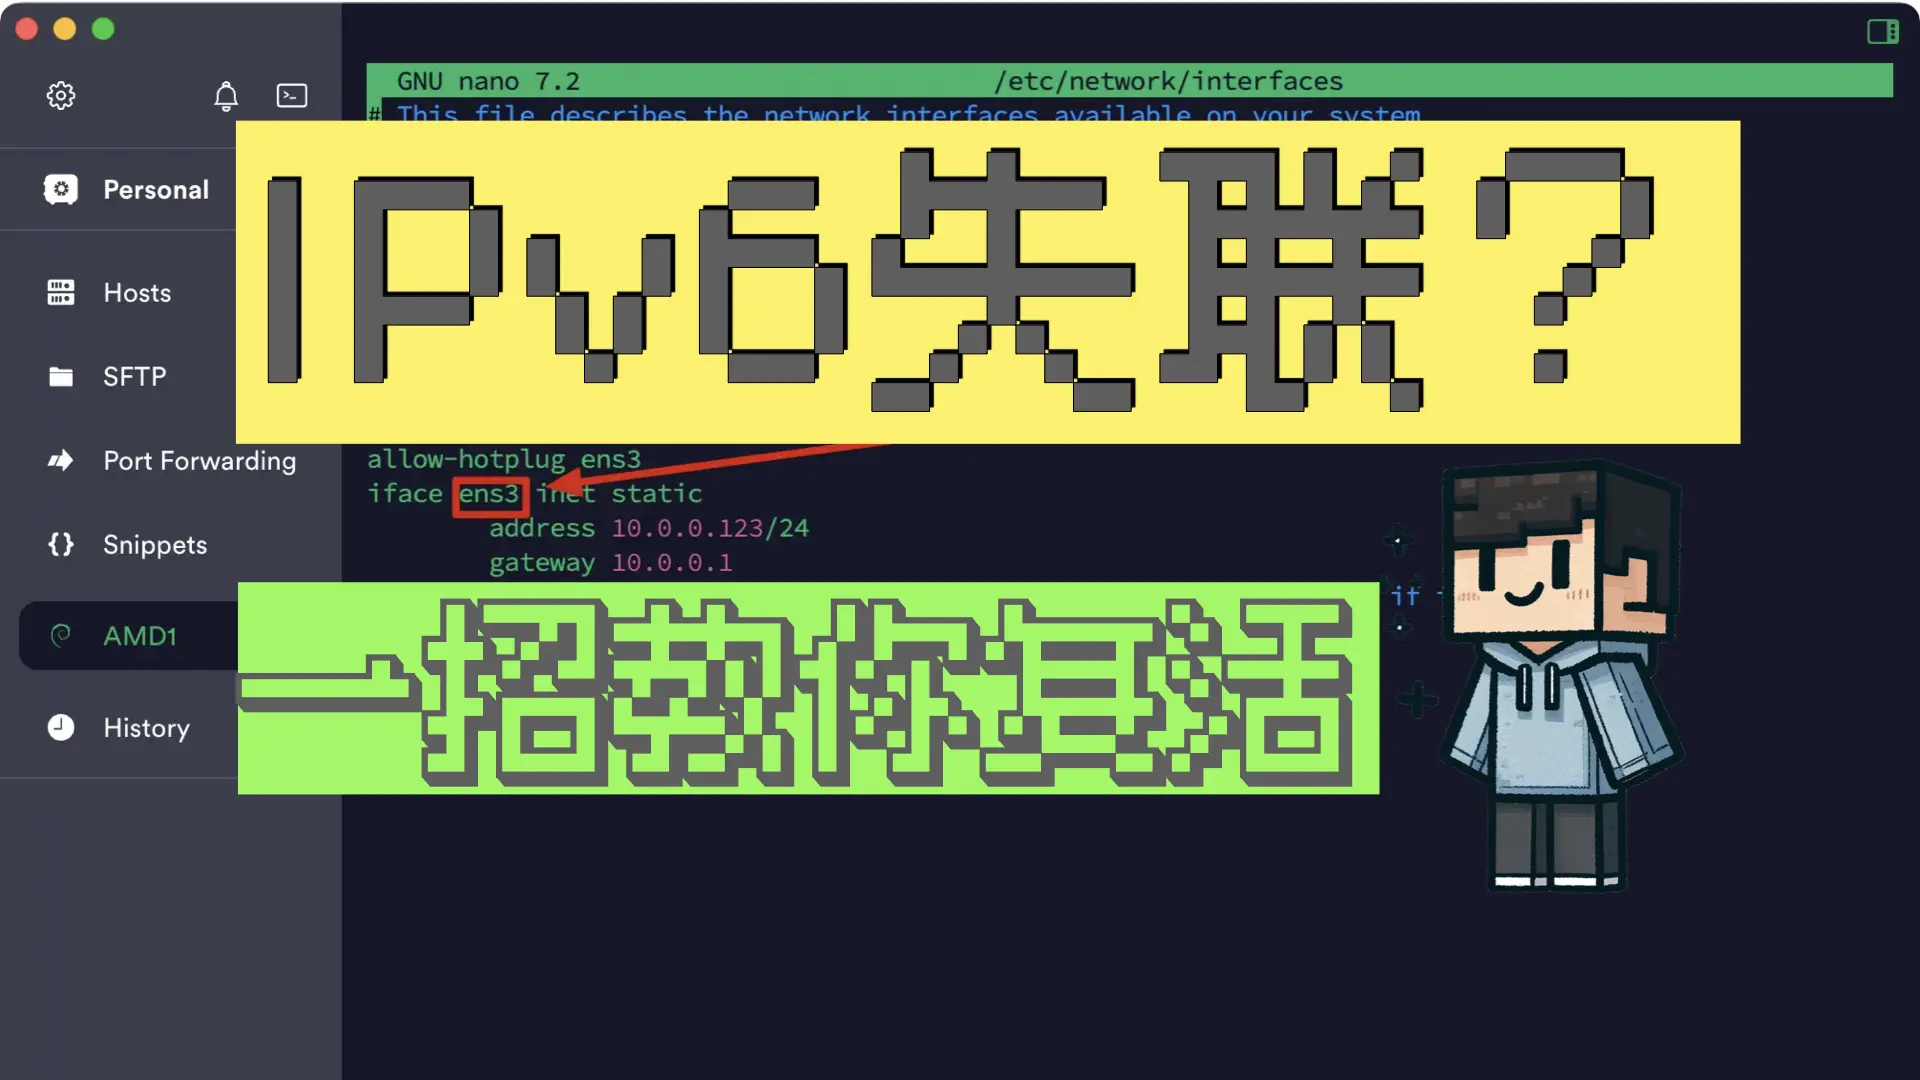 GNU nano 7.2 /etc/network/interfaces
# This file describes the network interfaces available on your system
Personal
IPv6失联？
Hosts
SFTP
Port Forwarding
allow-hotplug ens3
iface ens3 inet static
address 10.0.0.123/24
gateway 10.0.0.1
Snippets
if
一招教你复活
AMD1
History